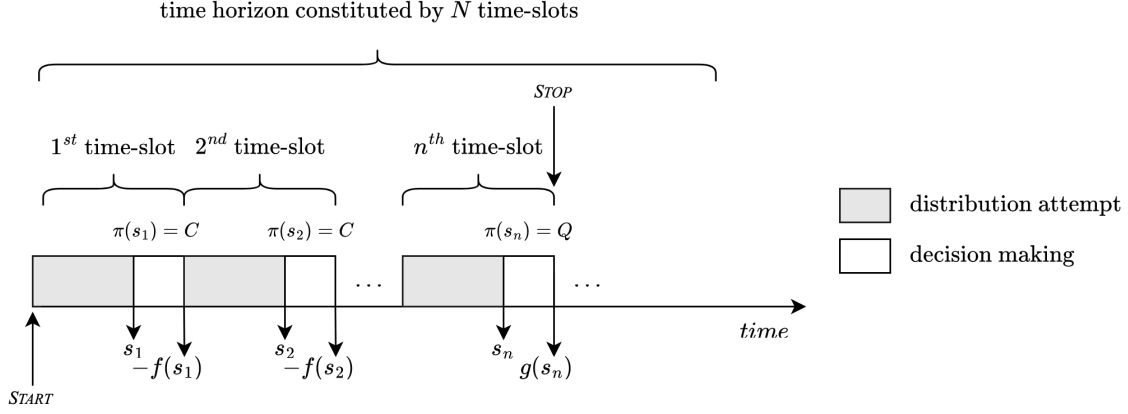 time horizon constituted by N time-slots
STOP
1st time-slot 2nd time-slot nth time-slot
distribution attempt
π(s1) = C π(s2) = C π(sn) = Q
decision making
... ...
time
s1 s2 sn
−f(s1) −f(s2) g(sn)
START